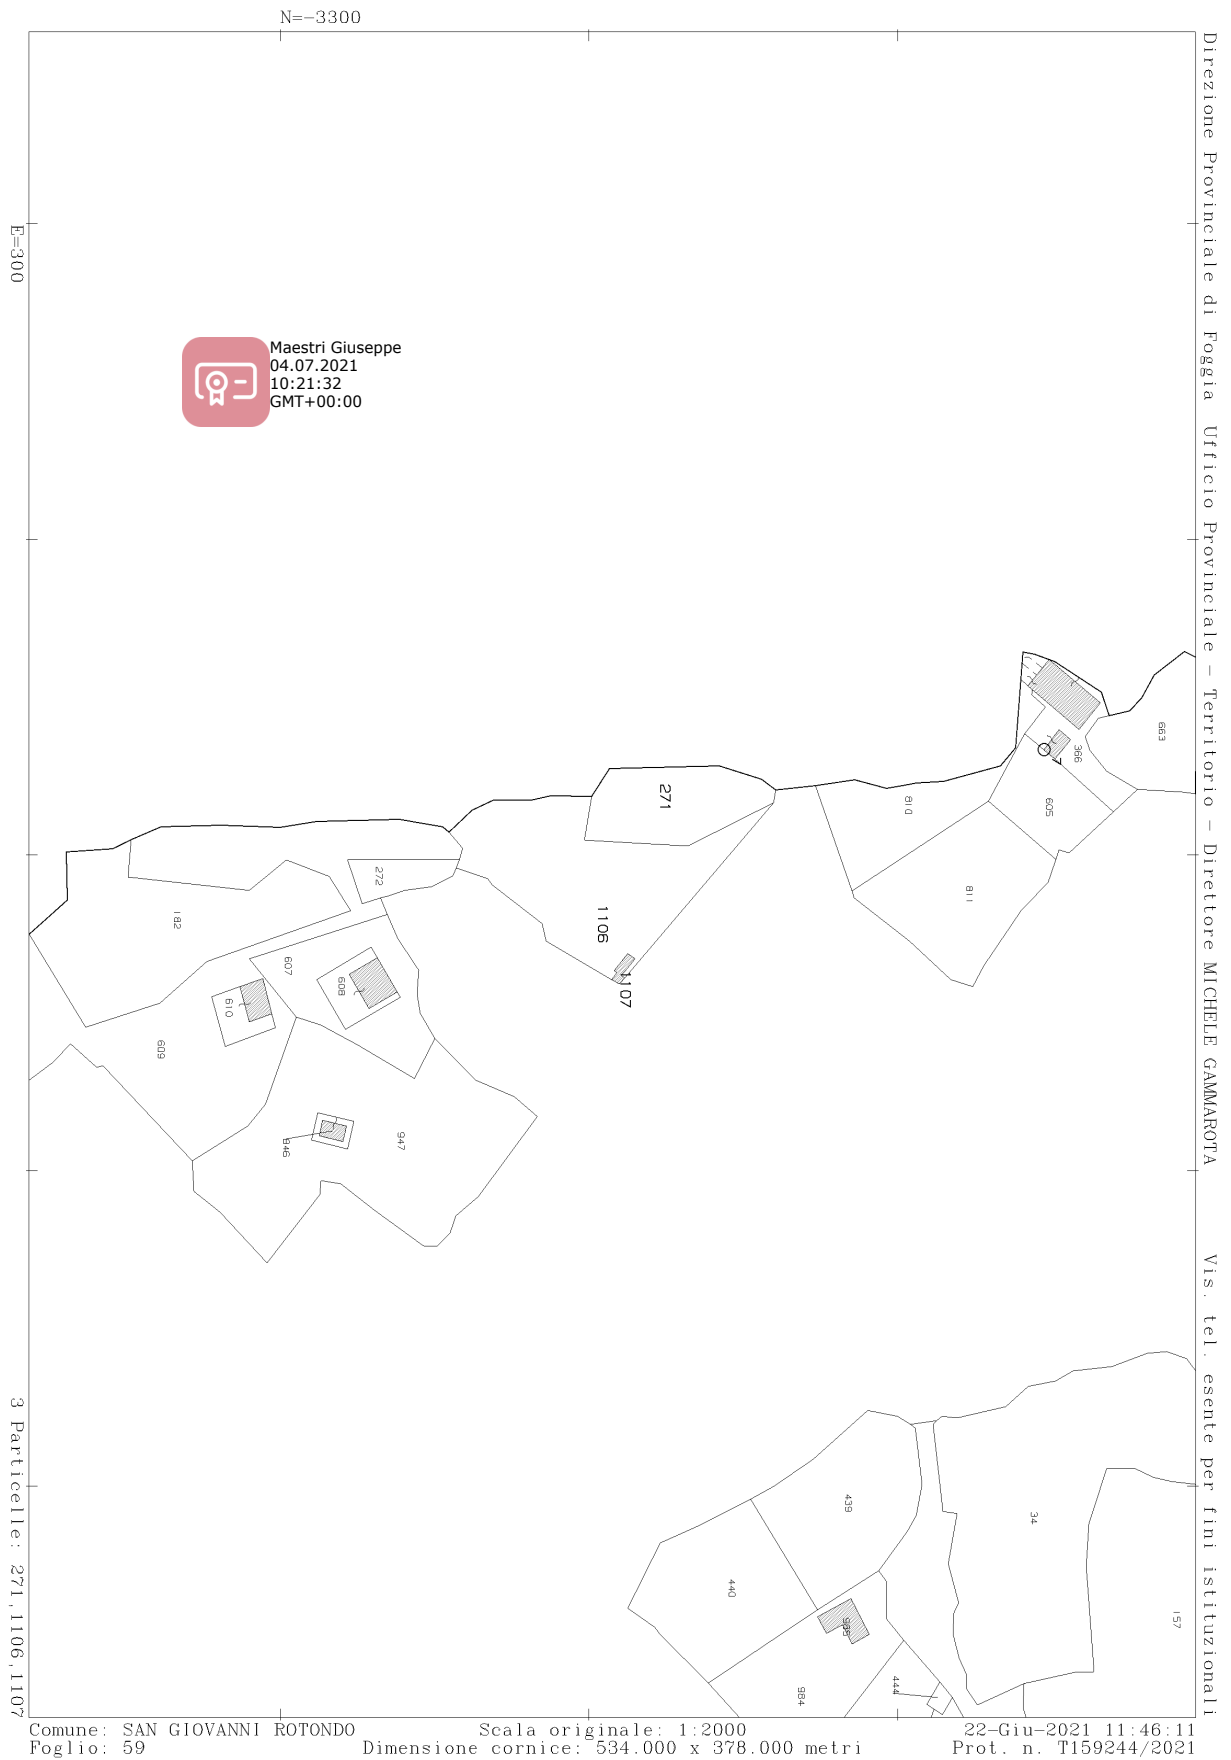 N=-3300
E=300
Direzione Provinciale di Foggia Ufficio Provinciale - Territorio - Direttore MICHELE GAMMAROTA
Vis. tel. esente per fini istituzionali
Maestri Giuseppe
04.07.2021
10:21:32
GMT+00:00
663
366
7
605
810
811
271
272
182
1106
1107
607
608
610
609
946
947
439
440
34
157
984
444
3 Particelle: 271,1106,1107
Comune: SAN GIOVANNI ROTONDO
Foglio: 59
Scala originale: 1:2000
Dimensione cornice: 534.000 x 378.000 metri
22-Giu-2021 11:46:11
Prot. n. T159244/2021